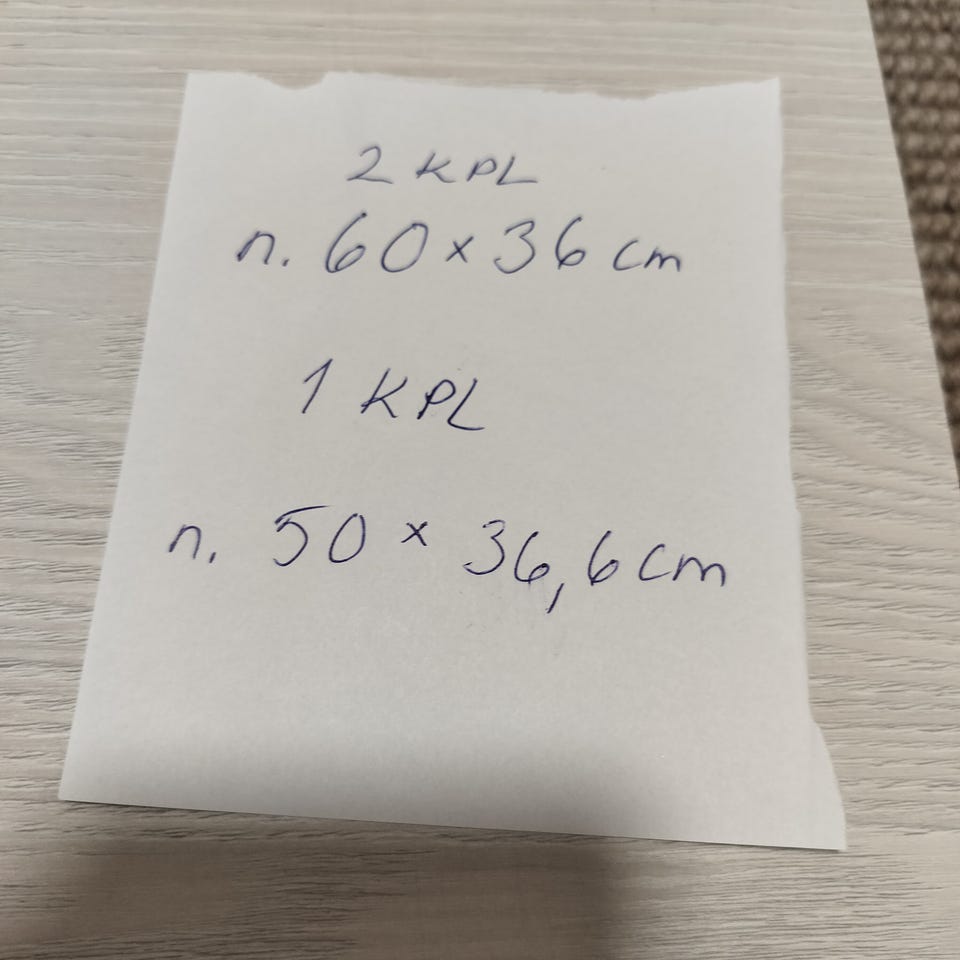 2 KPL
n. 60 x 36 cm
1 KPL
n. 50 x 36,6 cm